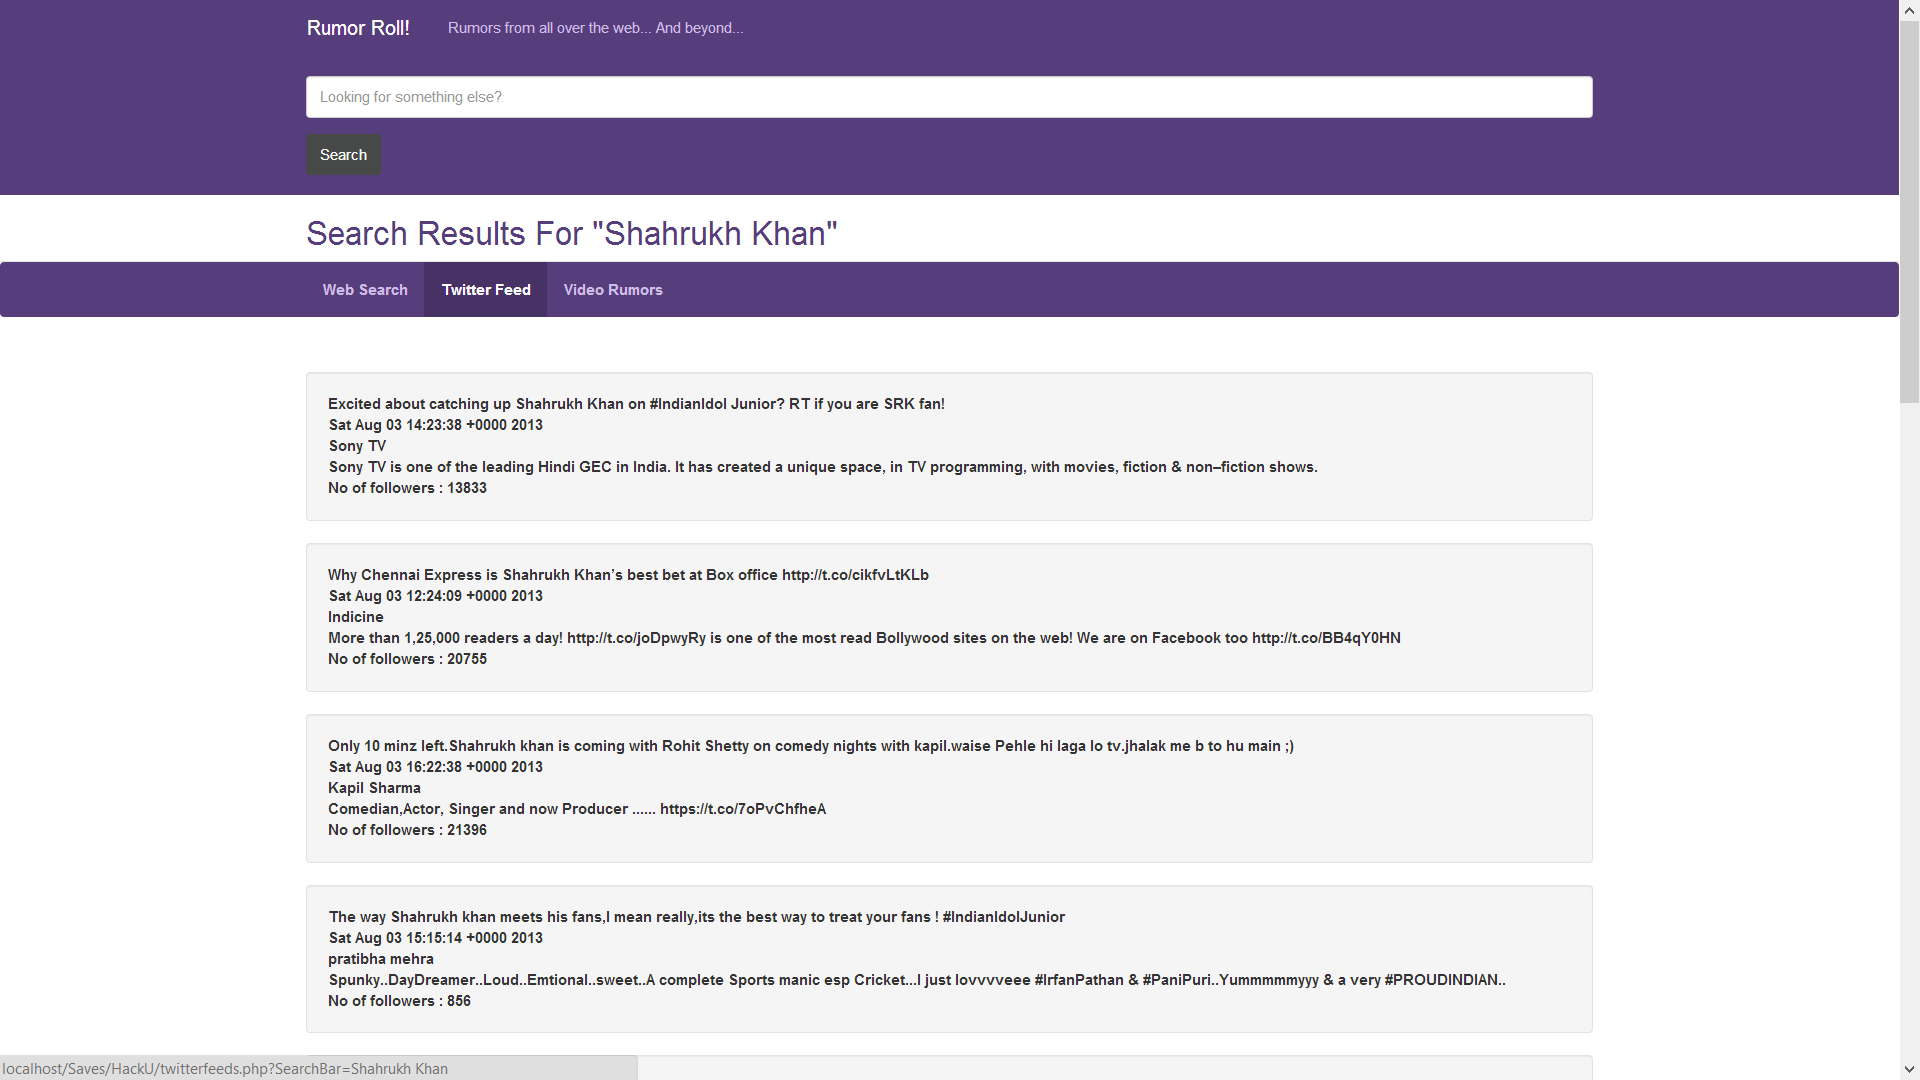 Rumor Roll! Rumors from all over the web... And beyond...
Looking for something else?
Search
Search Results For "Shahrukh Khan"
Web Search Twitter Feed Video Rumors
Excited about catching up Shahrukh Khan on #IndianIdol Junior? RT if you are SRK fan!
Sat Aug 03 14:23:38 +0000 2013
Sony TV
Sony TV is one of the leading Hindi GEC in India. It has created a unique space, in TV programming, with movies, fiction & non–fiction shows.
No of followers : 13833
Why Chennai Express is Shahrukh Khan’s best bet at Box office http://t.co/cikfvLtKLb
Sat Aug 03 12:24:09 +0000 2013
Indicine
More than 1,25,000 readers a day! http://t.co/joDpwyRy is one of the most read Bollywood sites on the web! We are on Facebook too http://t.co/BB4qY0HN
No of followers : 20755
Only 10 minz left.Shahrukh khan is coming with Rohit Shetty on comedy nights with kapil.waise Pehle hi laga lo tv.jhalak me b to hu main ;)
Sat Aug 03 16:22:38 +0000 2013
Kapil Sharma
Comedian,Actor, Singer and now Producer ...... https://t.co/7oPvChfheA
No of followers : 21396
The way Shahrukh khan meets his fans,I mean really,its the best way to treat your fans ! #IndianIdolJunior
Sat Aug 03 15:15:14 +0000 2013
pratibha mehra
Spunky..DayDreamer..Loud..Emtional..sweet..A complete Sports manic esp Cricket...I just lovvvveee #IrfanPathan & #PaniPuri..Yummmmmyyy & a very #PROUDINDIAN..
No of followers : 856
localhost/Saves/HackU/twitterfeeds.php?SearchBar=Shahrukh Khan